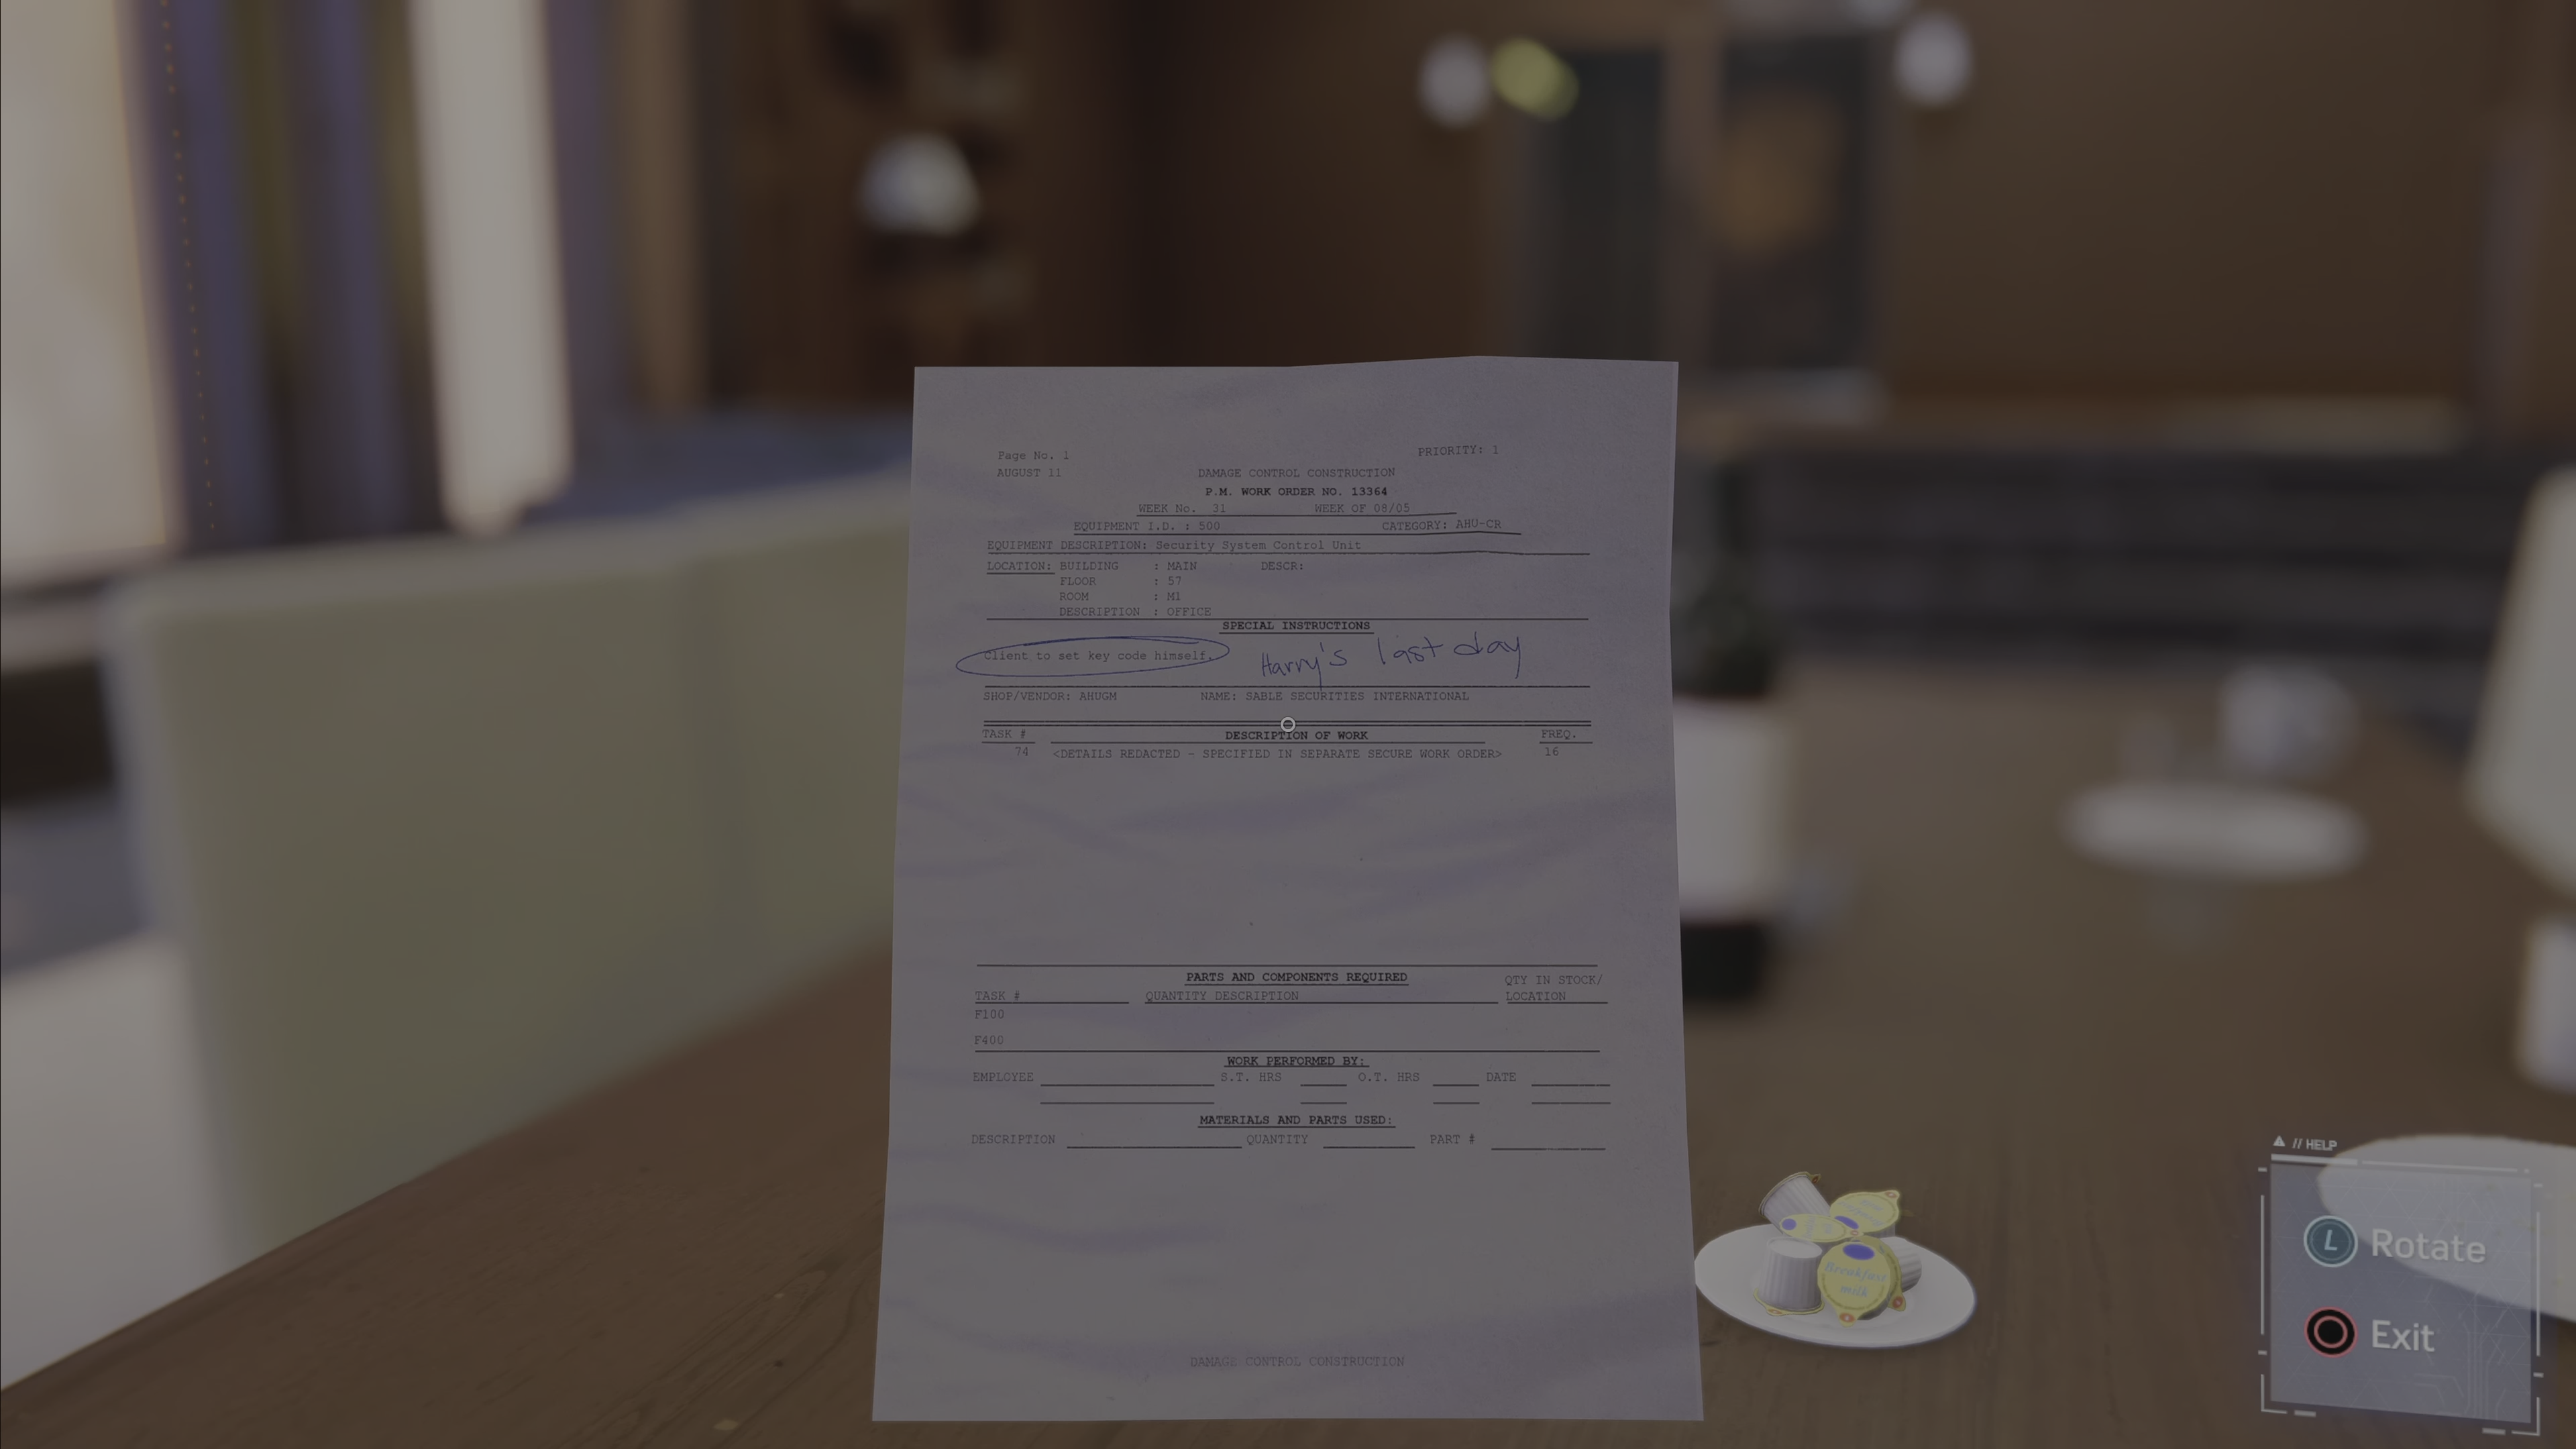 Page No. 1
PRIORITY: 1
AUGUST 11
DAMAGE CONTROL CONSTRUCTION
P.M. WORK ORDER NO. 13364
WEEK No. 31 WEEK OF 08/05
EQUIPMENT I.D. : 500 CATEGORY: AHU-CR
EQUIPMENT DESCRIPTION: Security System Control Unit
LOCATION: BUILDING : MAIN DESCR:
FLOOR : 57
ROOM : M1
DESCRIPTION : OFFICE
SPECIAL INSTRUCTIONS
Client to set key code himself. Harry's last day
SHOP/VENDOR: AHUGM NAME: SABLE SECURITIES INTERNATIONAL
TASK # DESCRIPTION OF WORK FREQ.
74 <DETAILS REDACTED - SPECIFIED IN SEPARATE SECURE WORK ORDER> 16
PARTS AND COMPONENTS REQUIRED QTY IN STOCK/
TASK # QUANTITY DESCRIPTION LOCATION
F100
F400
WORK PERFORMED BY:
EMPLOYEE S.T. HRS O.T. HRS DATE
MATERIALS AND PARTS USED:
DESCRIPTION QUANTITY PART #
DAMAGE CONTROL CONSTRUCTION
Breakfast
milk
// HELP
L Rotate
Exit